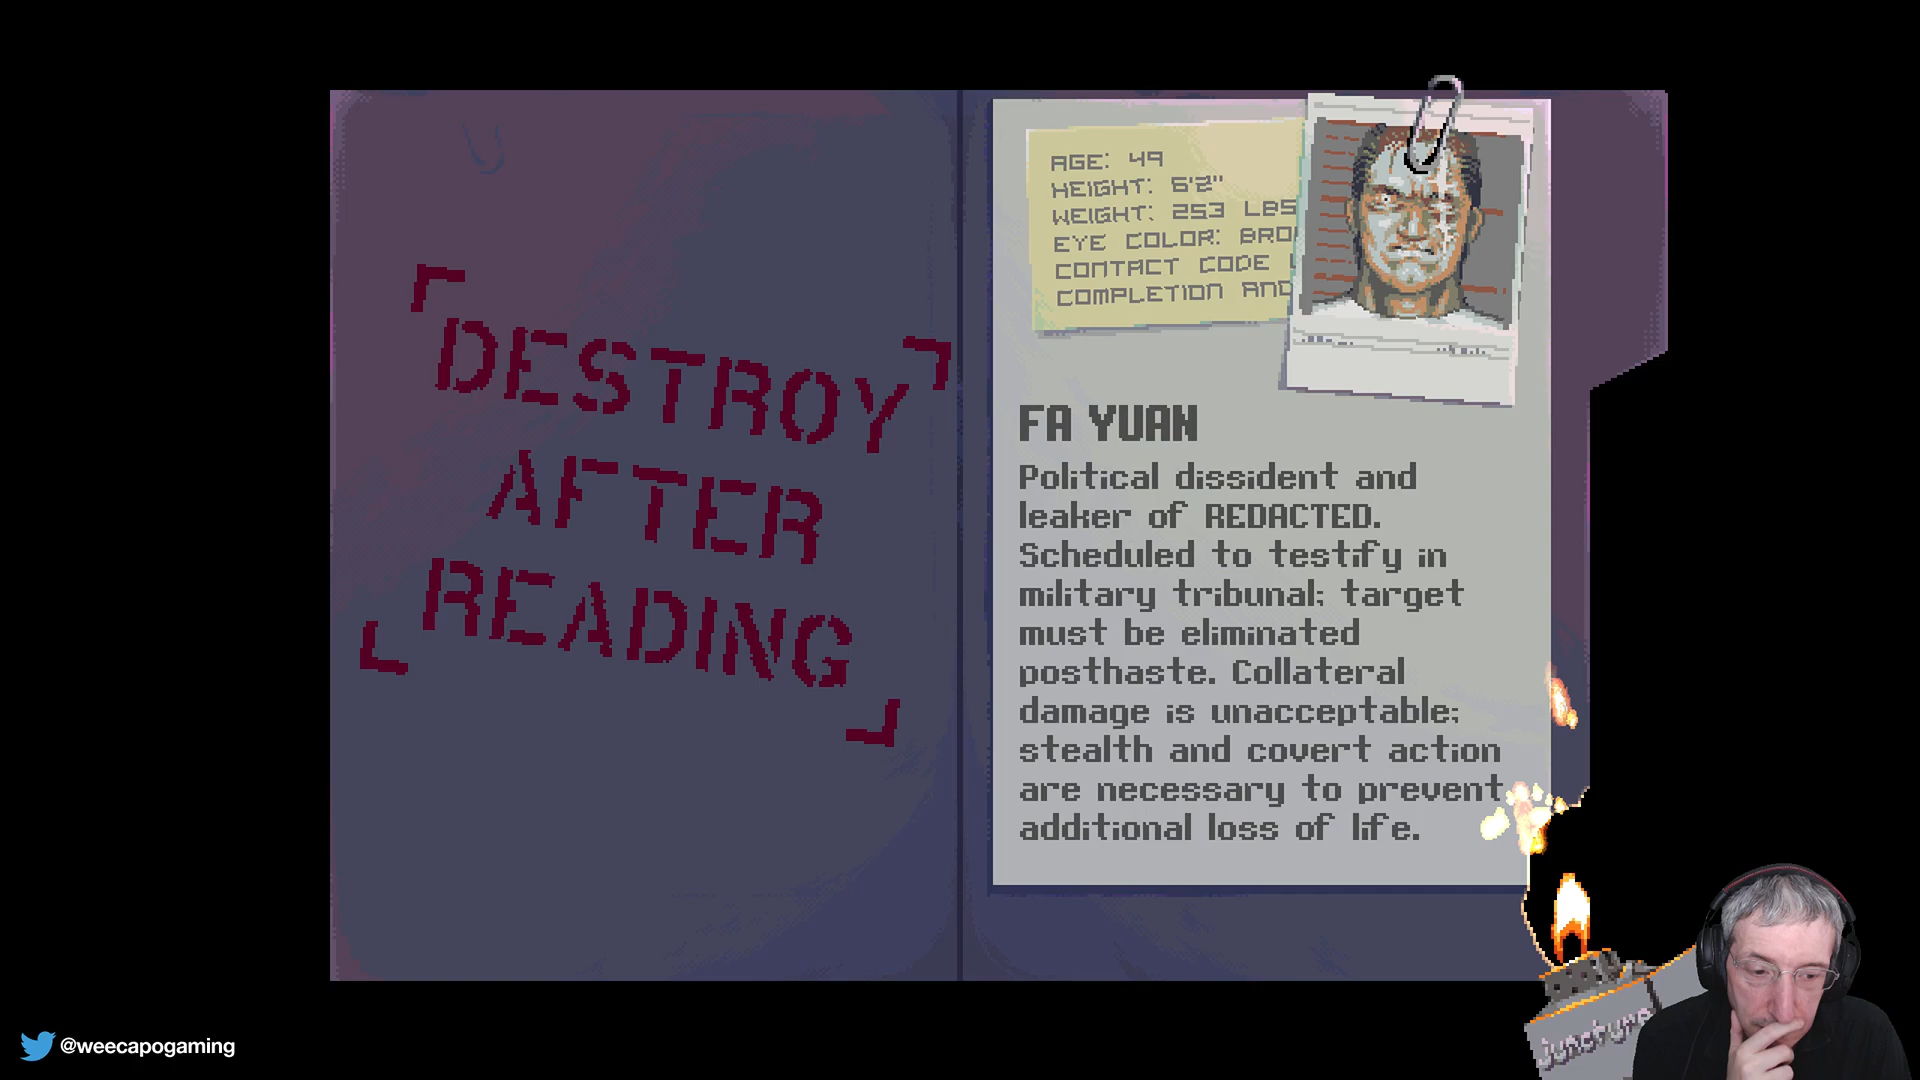 DESTROY
AFTER
READING
AGE: 49
HEIGHT: 6'2"
WEIGHT: 253 LBS
EYE COLOR:
CONTACT CODE
COMPLETION AND
FA YUAN
Political dissident and
leaker of REDACTED.
Scheduled to testify in
military tribunal; target
must be eliminated
posthaste. Collateral
damage is unacceptable;
stealth and covert action
are necessary to prevent
additional loss of life.
@weecapogaming